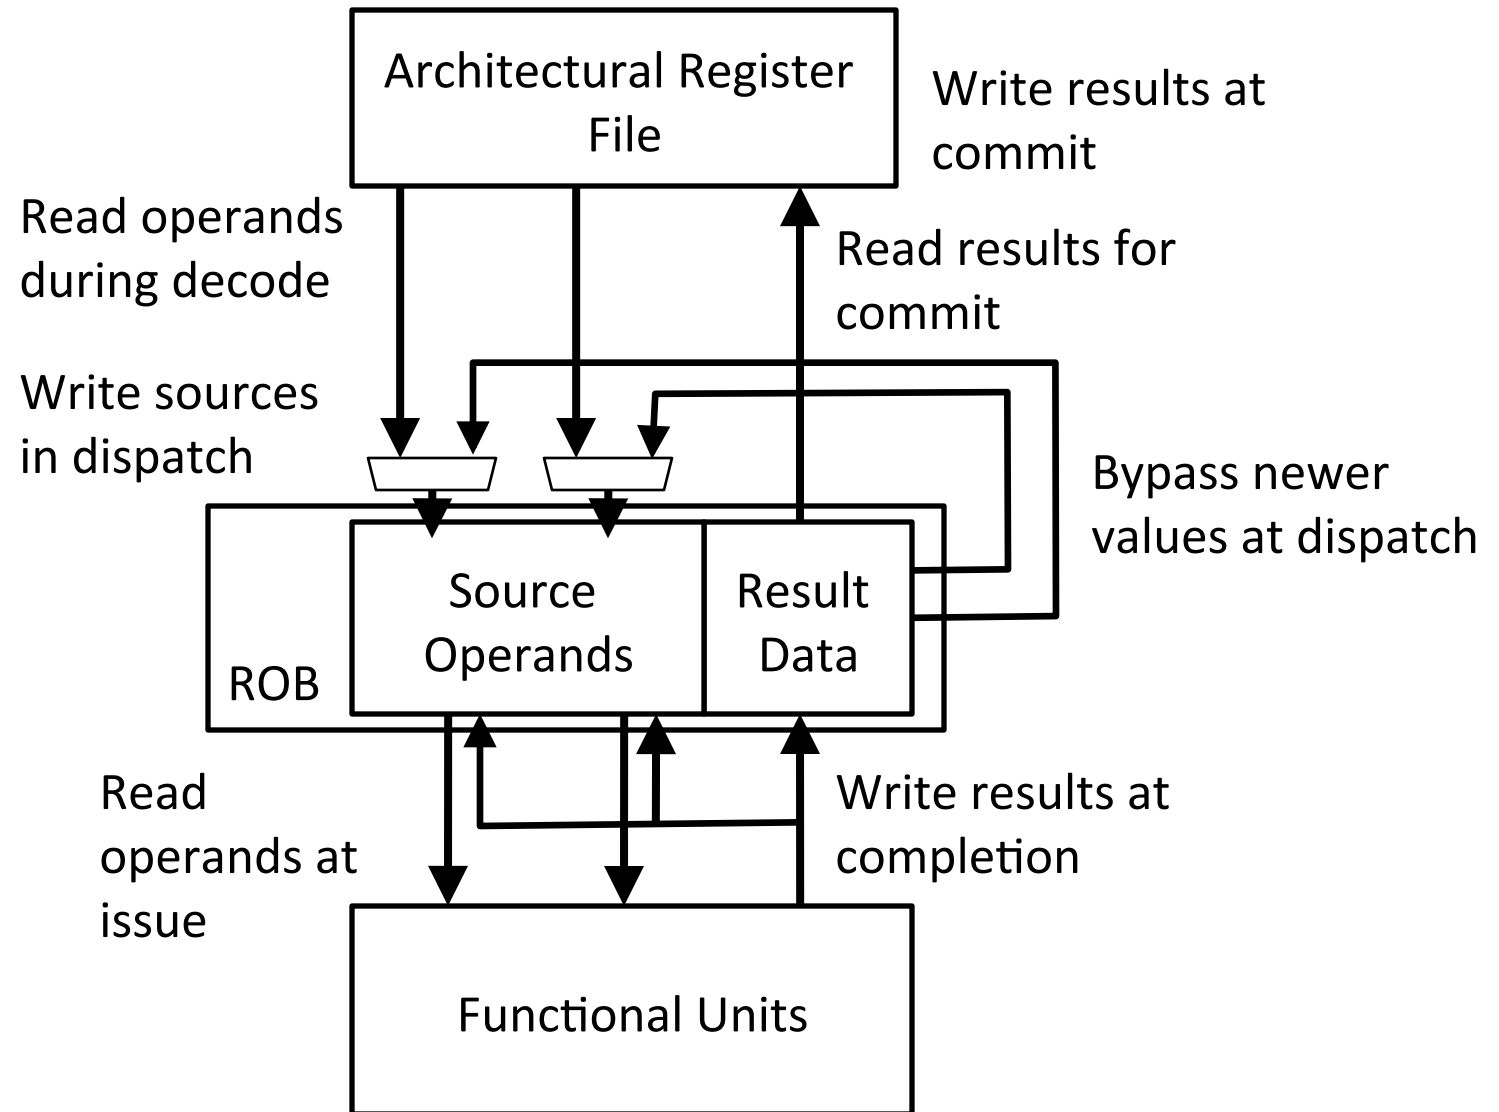 Architectural Register
File
Write results at
commit
Read operands
during decode
Read results for
commit
Write sources
in dispatch
Bypass newer
values at dispatch
Source
Operands
Result
Data
ROB
Read
operands at
issue
Write results at
completion
Functional Units